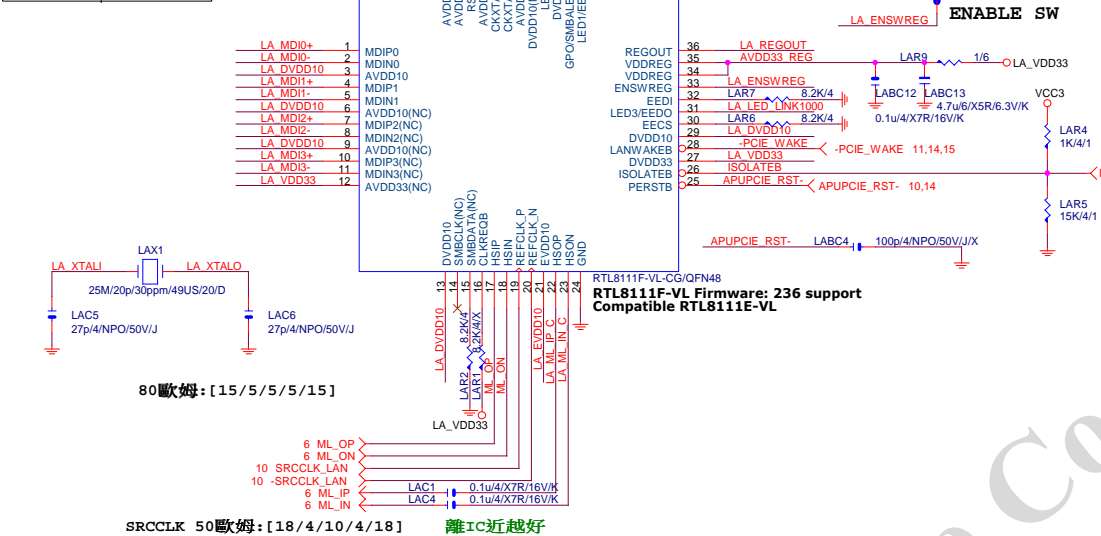 LA_ENSWREG
ENABLE SW
LA_MDI0+ 1 MDIP0
LA_MDI0- 2 MDIN0
LA_DVDD10 3 AVDD10
LA_MDI1+ 4 MDIP1
LA_MDI1- 5 MDIN1
LA_DVDD10 6 AVDD10(NC)
LA_MDI2+ 7 MDIP2(NC)
LA_MDI2- 8 MDIN2(NC)
LA_DVDD10 9 AVDD10(NC)
LA_MDI3+ 10 MDIP3(NC)
LA_MDI3- 11 MDIN3(NC)
LA_VDD33 12 AVDD33(NC)
REGOUT 36 LA_REGOUT
VDDREG 35 AVDD33_REG
VDDREG 34
ENSWREG 33 LA_ENSWREG
EEDI 32 LAR7 8.2K/4
LED3/EEDO 31 LA_LED_LINK1000
EECS 30 LAR6 8.2K/4
DVDD10 29 LA_DVDD10
LANWAKEB 28 -PCIE_WAKE -PCIE_WAKE 11,14,15
DVDD33 27 LA_VDD33
ISOLATEB 26 ISOLATEB
PERSTB 25 APUPCIE_RST- APUPCIE_RST- 10,14
LAR9 1/6 LA_VDD33
LABC12 LABC13
4.7u/6/X5R/6.3V/K
0.1u/4/X7R/16V/K
VCC3
LAR4
1K/4/1
LAR5
15K/4/1
APUPCIE_RST- LABC4 100p/4/NPO/50V/J/X
DVDD10
SMBCLK(NC)
SMBDATA(NC)
CLKREQB
HSIP
HSIN
REFCLK_P
REFCLK_N
EVDD10
HSOP
HSON
GND
13 14 15 16 17 18 19 20 21 22 23 24
RTL8111F-VL-CG/QFN48
RTL8111F-VL Firmware: 236 support
Compatible RTL8111E-VL
LAX1
LA_XTALI LA_XTALO
25M/20p/30ppm/49US/20/D
LAC5
27p/4/NPO/50V/J
LAC6
27p/4/NPO/50V/J
LA_DVDD10
LAR2 8.2K/4
LAR1 8.2K/4/X
ML_OP
ML_ON
LA_EVDD10
LA_ML_IP_C
LA_ML_IN_C
LA_VDD33
80歐姆:[15/5/5/5/15]
6 ML_OP
6 ML_ON
10 SRCCLK_LAN
10 -SRCCLK_LAN
6 ML_IP LAC1 0.1u/4/X7R/16V/K
6 ML_IN LAC4 0.1u/4/X7R/16V/K
SRCCLK 50歐姆:[18/4/10/4/18] 離IC近越好